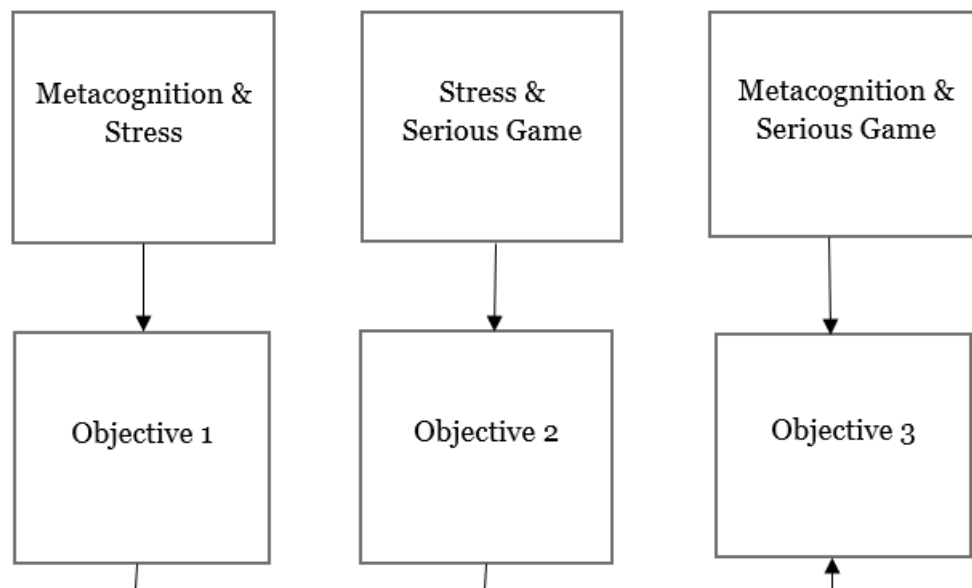 Metacognition &
Stress
Stress &
Serious Game
Metacognition &
Serious Game
Objective 1
Objective 2
Objective 3